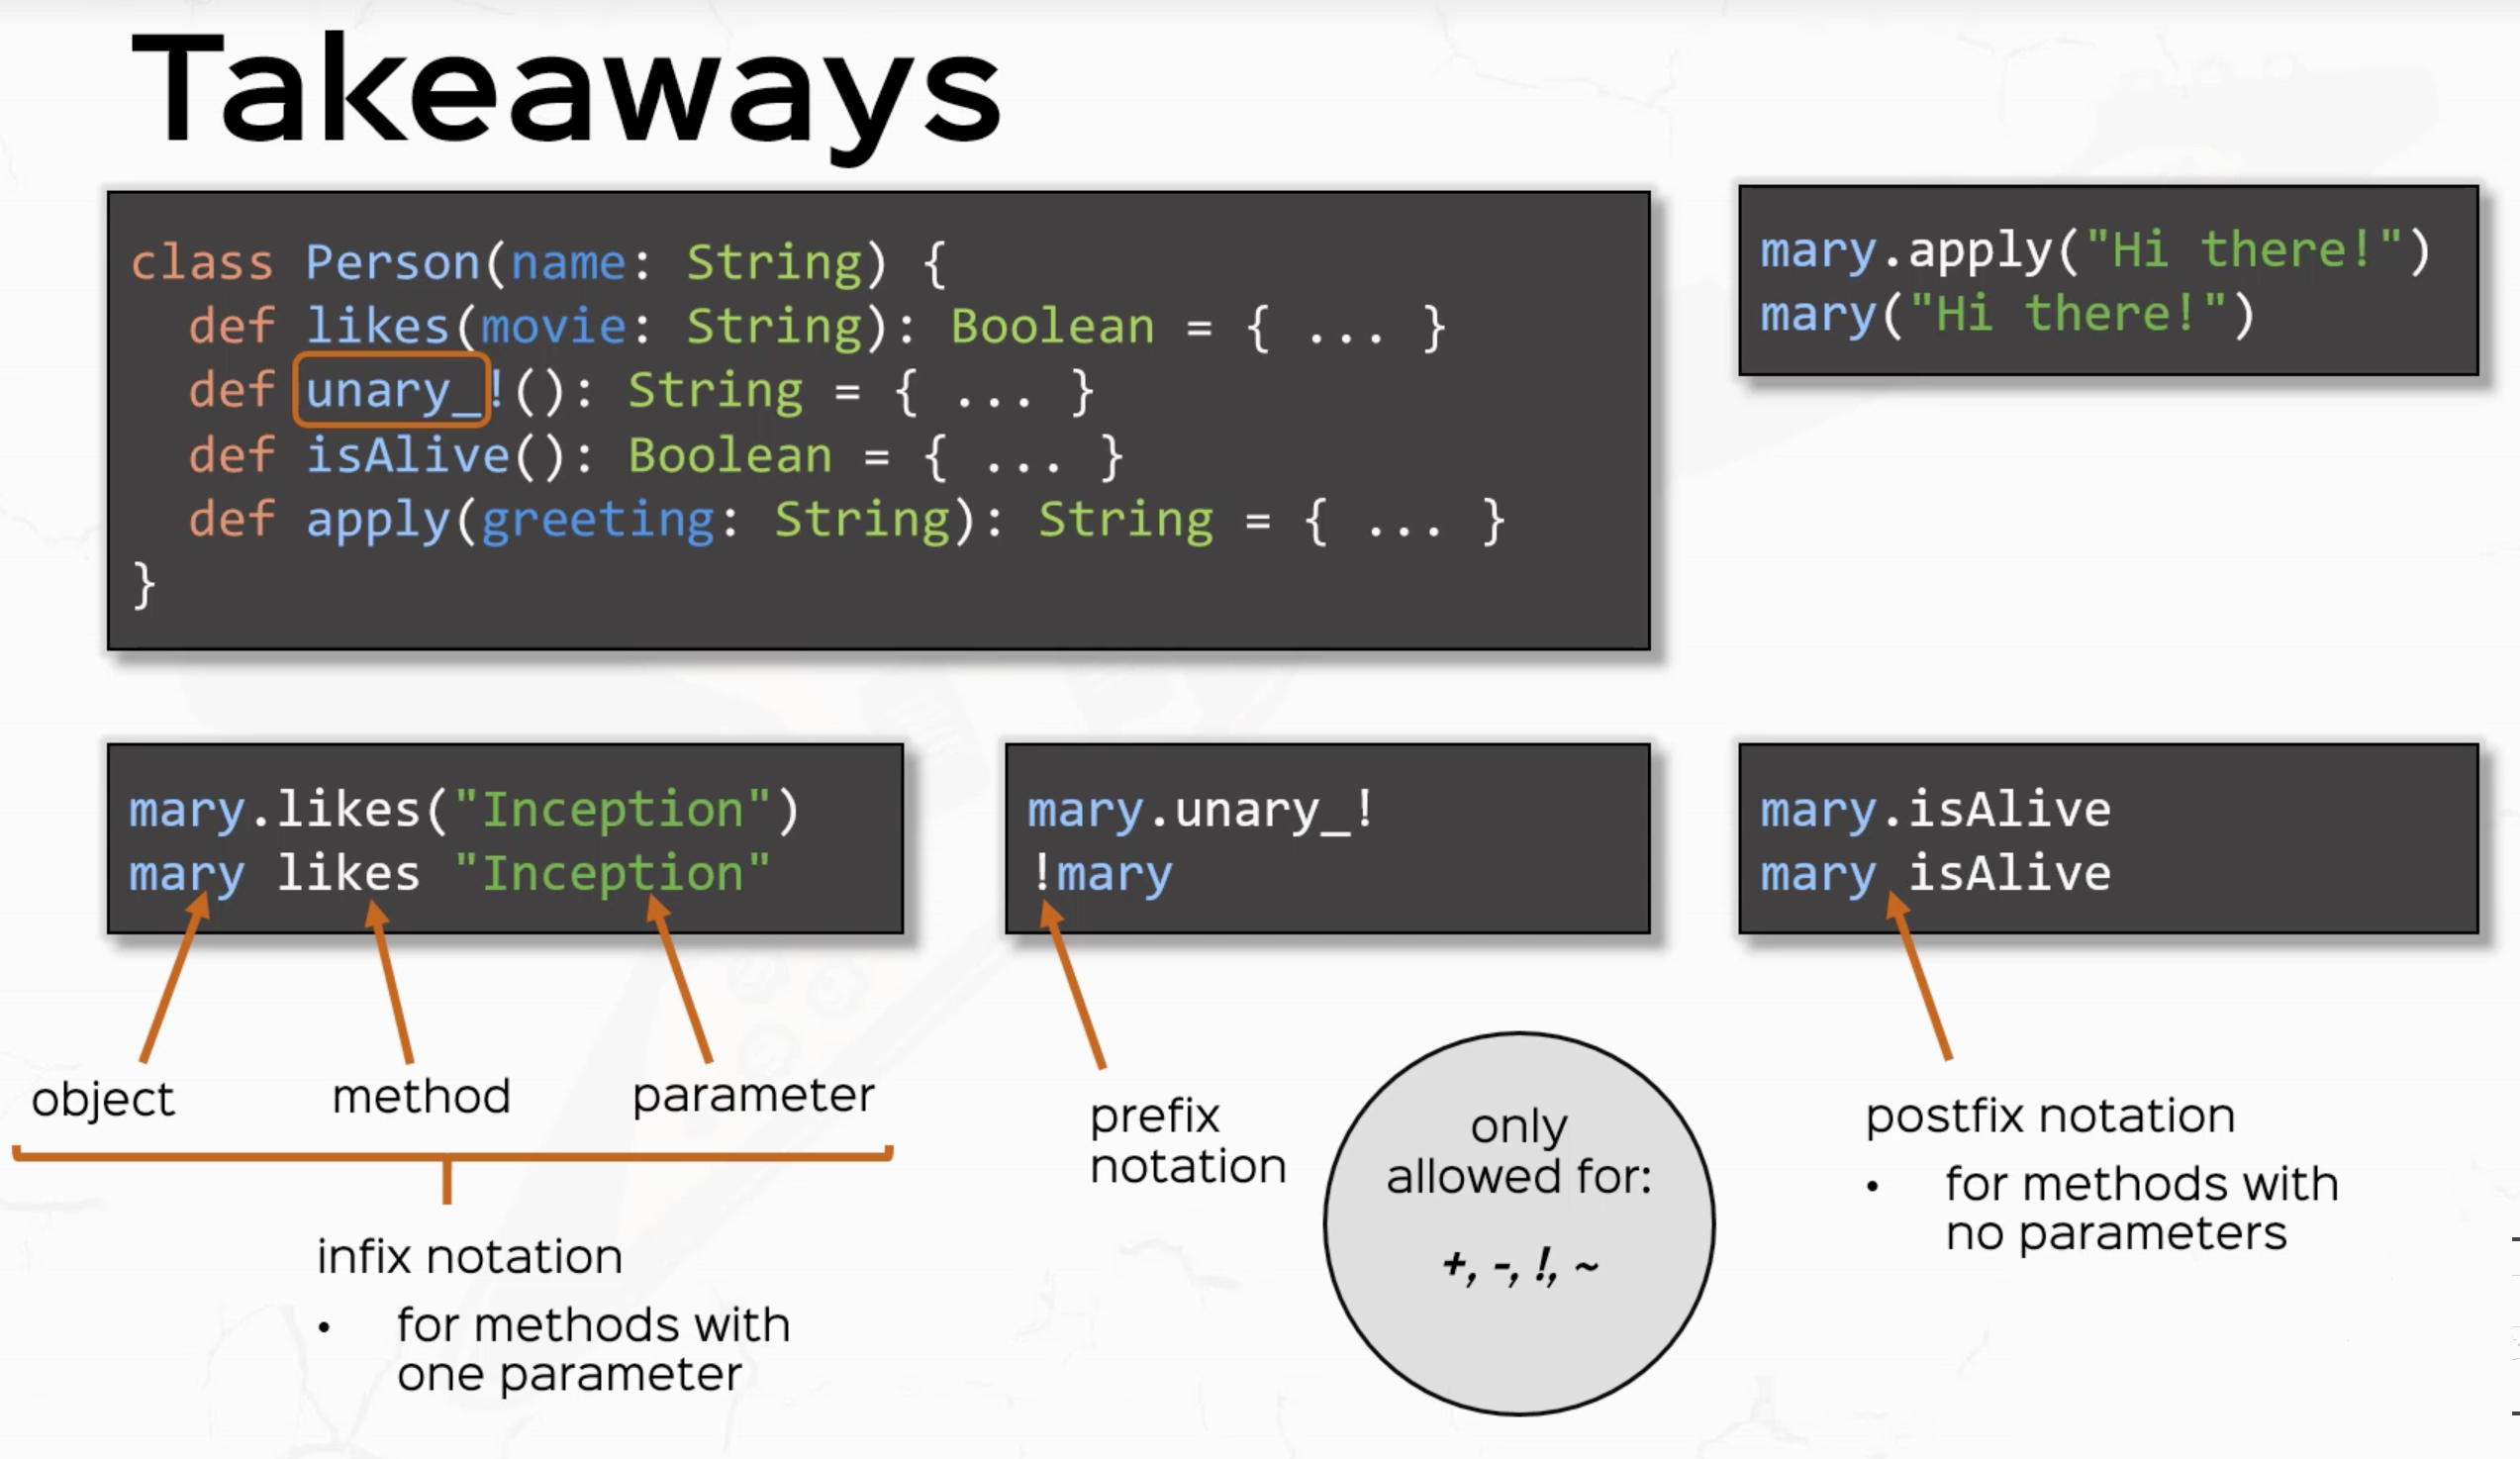 Takeaways
class Person(name: String) {
  def likes(movie: String): Boolean = { ... }
  def unary_!(): String = { ... }
  def isAlive(): Boolean = { ... }
  def apply(greeting: String): String = { ... }
}
mary.apply("Hi there!")
mary("Hi there!")
mary.likes("Inception")
mary likes "Inception"
object
method
parameter
infix notation
• for methods with
one parameter
mary.unary_!
!mary
prefix
notation
only
allowed for:
+, -, !, ~
mary.isAlive
mary isAlive
postfix notation
• for methods with
no parameters